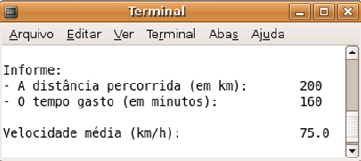 Terminal
Arquivo Editar Ver Terminal Abas Ajuda
Informe:
- A distância percorrida (em km): 200
- O tempo gasto (em minutos): 160
Velocidade média (km/h): 75.0